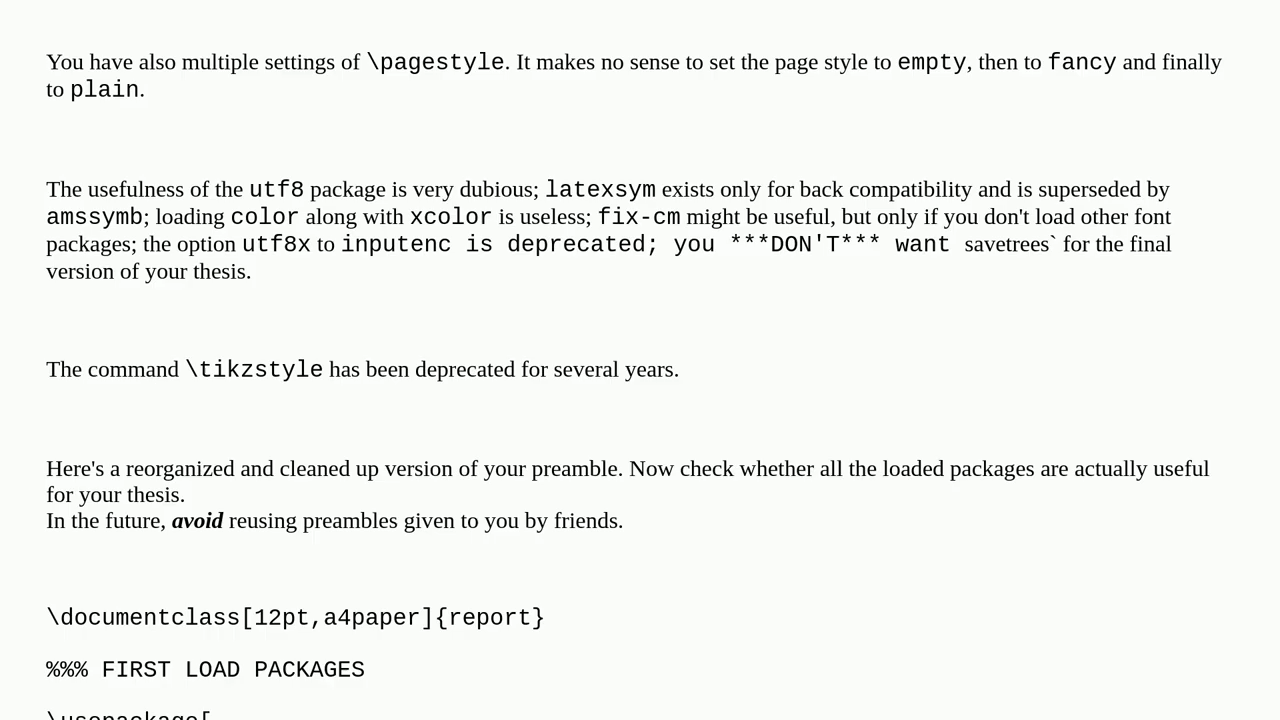 You have also multiple settings of \pagestyle. It makes no sense to set the page style to empty, then to fancy and finally
to plain.
The usefulness of the utf8 package is very dubious; latexsym exists only for back compatibility and is superseded by
amssymb; loading color along with xcolor is useless; fix-cm might be useful, but only if you don't load other font
packages; the option utf8x to inputenc is deprecated; you ***DON'T*** want savetrees` for the final
version of your thesis.
The command \tikzstyle has been deprecated for several years.
Here's a reorganized and cleaned up version of your preamble. Now check whether all the loaded packages are actually useful
for your thesis.
In the future, avoid reusing preambles given to you by friends.
\documentclass[12pt,a4paper]{report}
%%% FIRST LOAD PACKAGES
\usepackage[